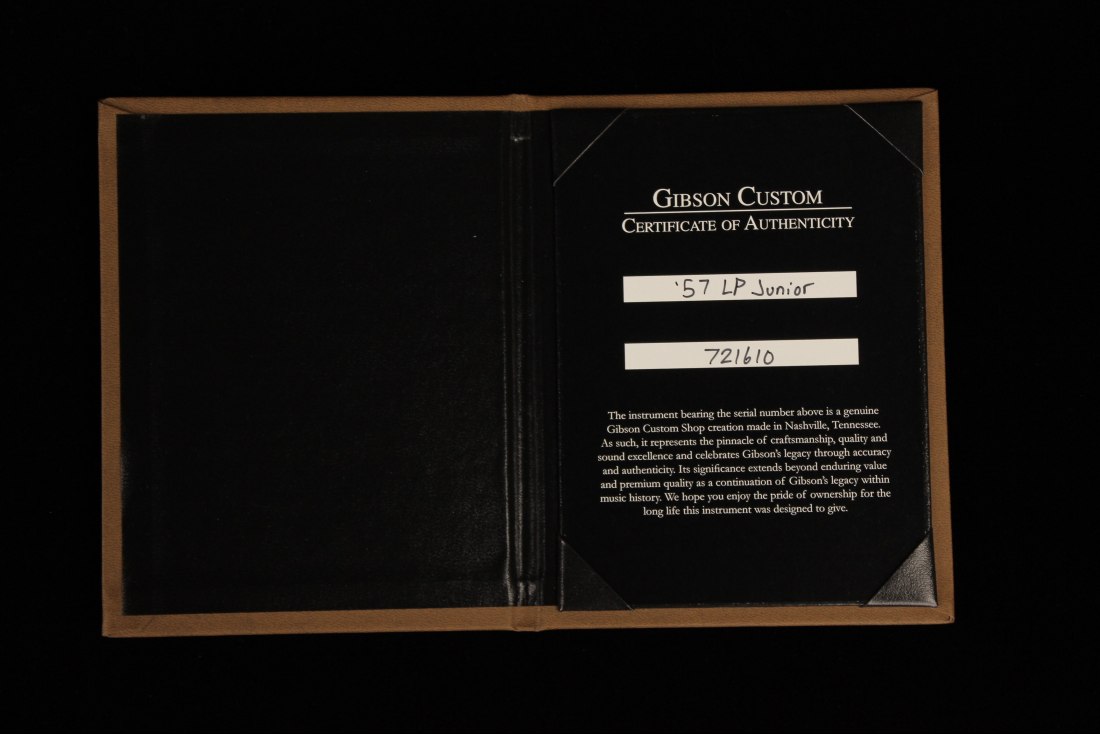 GIBSON CUSTOM
CERTIFICATE OF AUTHENTICITY
'57 LP Junior
721610
The instrument bearing the serial number above is a genuine
Gibson Custom Shop creation made in Nashville, Tennessee.
As such, it represents the pinnacle of craftsmanship, quality and
sound excellence and celebrates Gibson's legacy through accuracy
and authenticity. Its significance extends beyond enduring value
and premium quality as a continuation of Gibson's legacy within
music history. We hope you enjoy the pride of ownership for the
long life this instrument was designed to give.